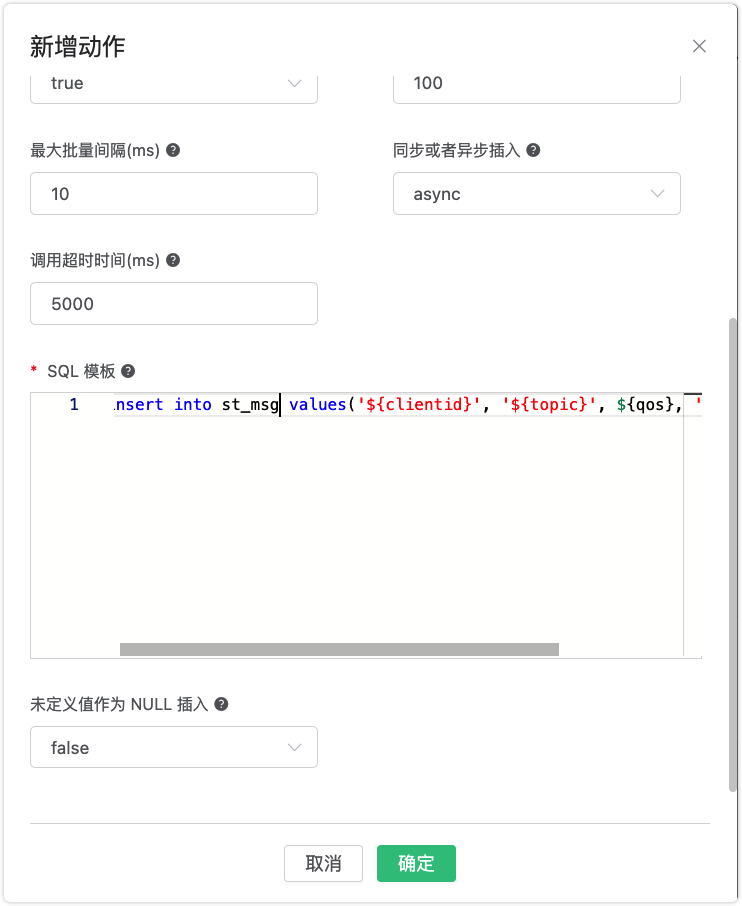 新增动作
true
100
最大批量间隔(ms)
同步或者异步插入
10
async
调用超时时间(ms)
5000
* SQL 模板
1 insert into st_msg values('${clientid}', '${topic}', ${qos}, '
未定义值作为 NULL 插入
false
取消
确定